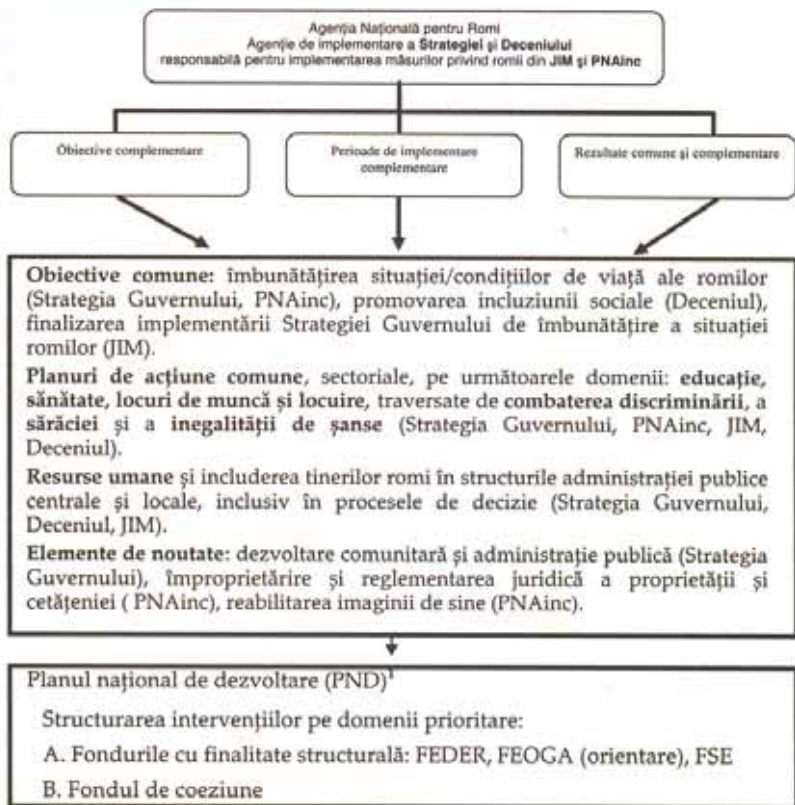 Agenția Națională pentru Romi
Agenție de implementare a Strategiei și Deceniului
responsabilă pentru implementarea măsurilor privind romii din JIM și PNAinc
Obiective complementare
Perioade de implementare
complementare
Rezultate comune și complementare
Obiective comune: îmbunătățirea situației/condițiilor de viață ale romilor
(Strategia Guvernului, PNAinc), promovarea incluziunii sociale (Deceniul),
finalizarea implementării Strategiei Guvernului de îmbunătățire a situației
romilor (JIM).
Planuri de acțiune comune, sectoriale, pe următoarele domenii: educație,
sănătate, locuri de muncă și locuire, traversate de combaterea discriminării, a
sărăciei și a inegalității de șanse (Strategia Guvernului, PNAinc, JIM,
Deceniul).
Resurse umane și includerea tinerilor romi în structurile administrației publice
centrale și locale, inclusiv în procesele de decizie (Strategia Guvernului,
Deceniul, JIM).
Elemente de noutate: dezvoltare comunitară și administrație publică (Strategia
Guvernului), împroprietărire și reglementarea juridică a proprietății și
cetățeniei ( PNAinc), reabilitarea imaginii de sine (PNAinc).
Planul național de dezvoltare (PND)¹
Structurarea intervențiilor pe domenii prioritare:
A. Fondurile cu finalitate structurală: FEDER, FEOGA (orientare), FSE
B. Fondul de coeziune